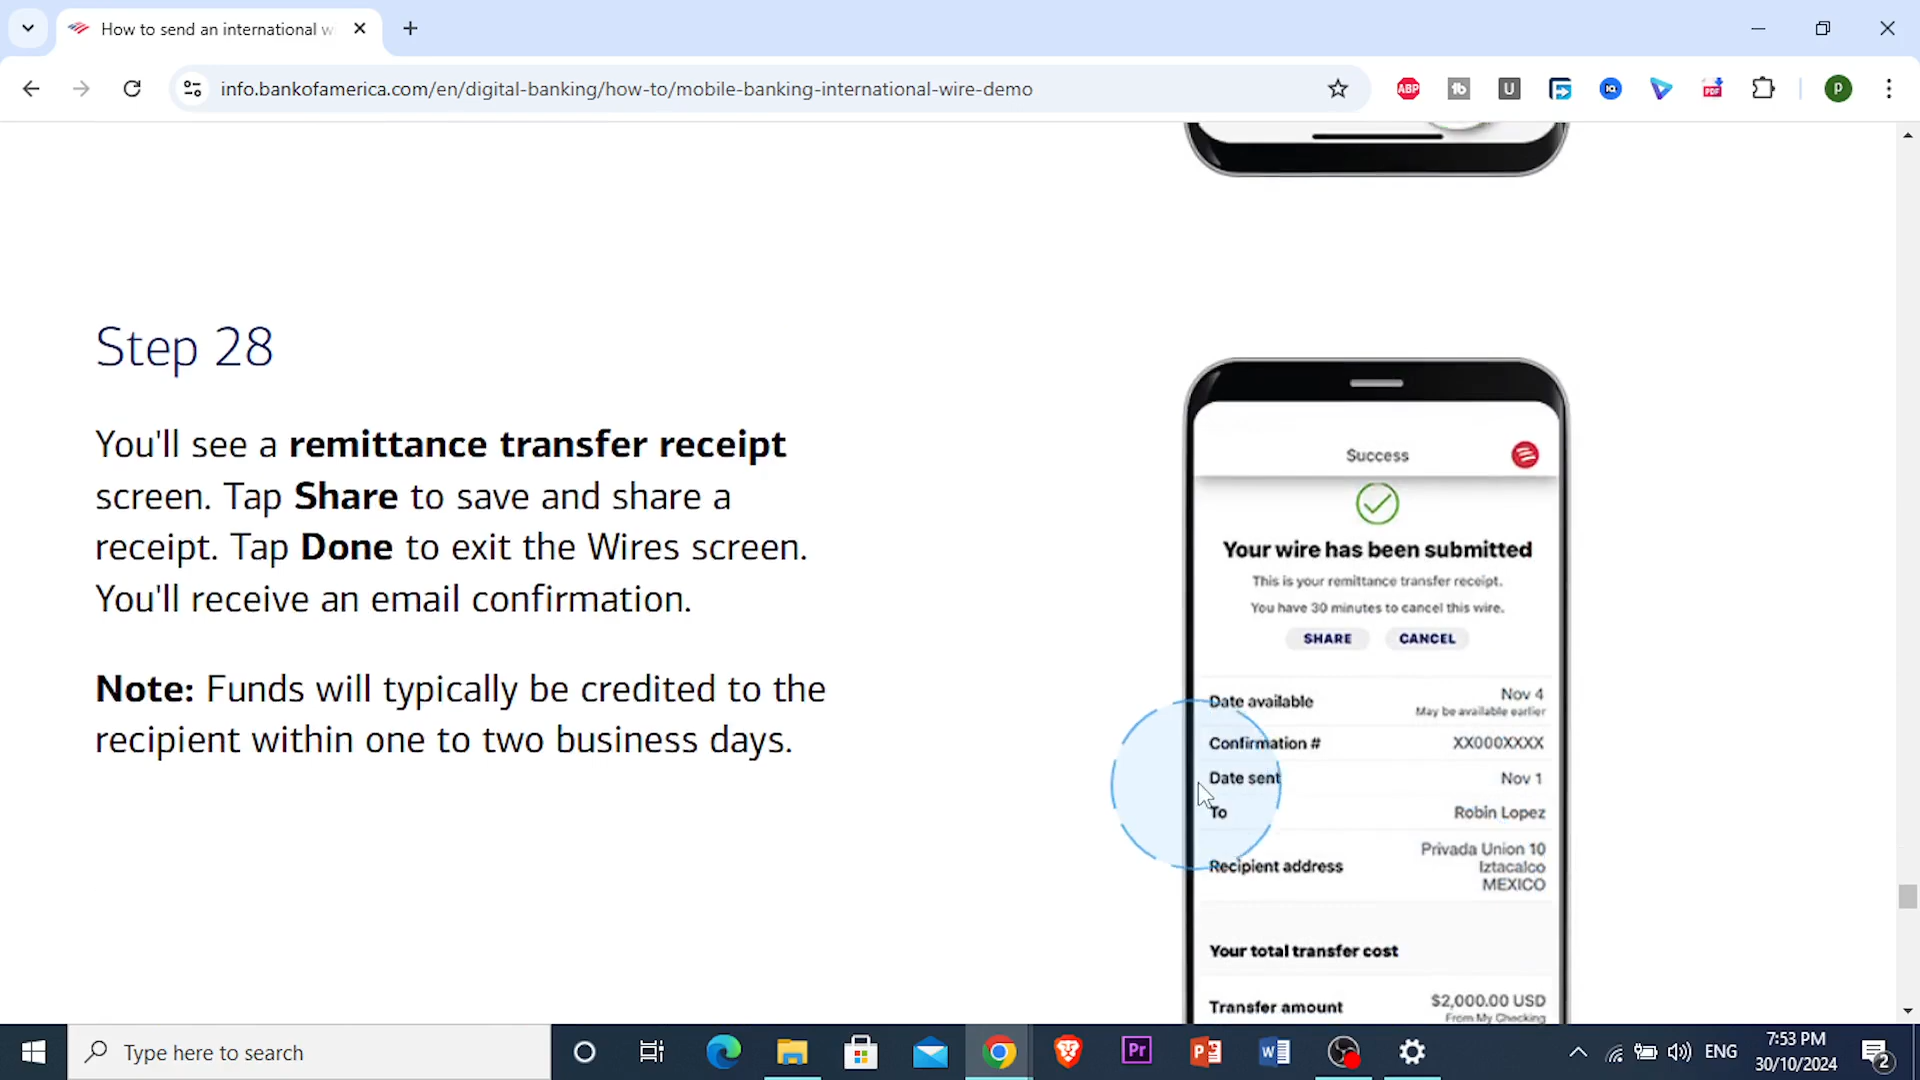 How to send an international w
info.bankofamerica.com/en/digital-banking/how-to/mobile-banking-international-wire-demo
ABP
U
IQ
PDF
P
Step 28
You'll see a remittance transfer receipt
screen. Tap Share to save and share a
receipt. Tap Done to exit the Wires screen.
You'll receive an email confirmation.
Note: Funds will typically be credited to the
recipient within one to two business days.
Success
Your wire has been submitted
This is your remittance transfer receipt.
You have 30 minutes to cancel this wire.
SHARE CANCEL
Date available Nov 4
May be available earlier
Confirmation # XX000XXXX
Date sent Nov 1
To Robin Lopez
Recipient address Privada Union 10
Iztacalco
MEXICO
Your total transfer cost
Transfer amount $2,000.00 USD
From My Checking
Type here to search
Pr
ENG
7:53 PM
30/10/2024
2